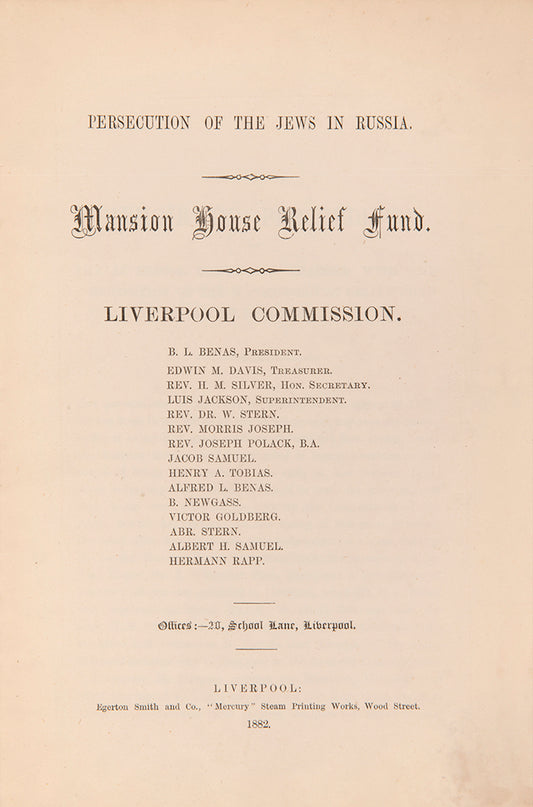 PERSECUTION OF THE JEWS IN RUSSIA.
Mansion House Relief Fund.
LIVERPOOL COMMISSION.
B. L. BENAS, PRESIDENT.
EDWIN M. DAVIS, TREASURER.
REV. H. M. SILVER, HON. SECRETARY.
LUIS JACKSON, SUPERINTENDENT.
REV. DR. W. STERN.
REV. MORRIS JOSEPH.
REV. JOSEPH POLACK, B.A.
JACOB SAMUEL.
HENRY A. TOBIAS.
ALFRED L. BENAS.
B. NEWGASS.
VICTOR GOLDBERG.
ABR. STERN.
ALBERT H. SAMUEL.
HERMANN RAPP.
Offices:—20, School Lane, Liverpool.
LIVERPOOL:
Egerton Smith and Co., "Mercury" Steam Printing Works, Wood Street.
1882.